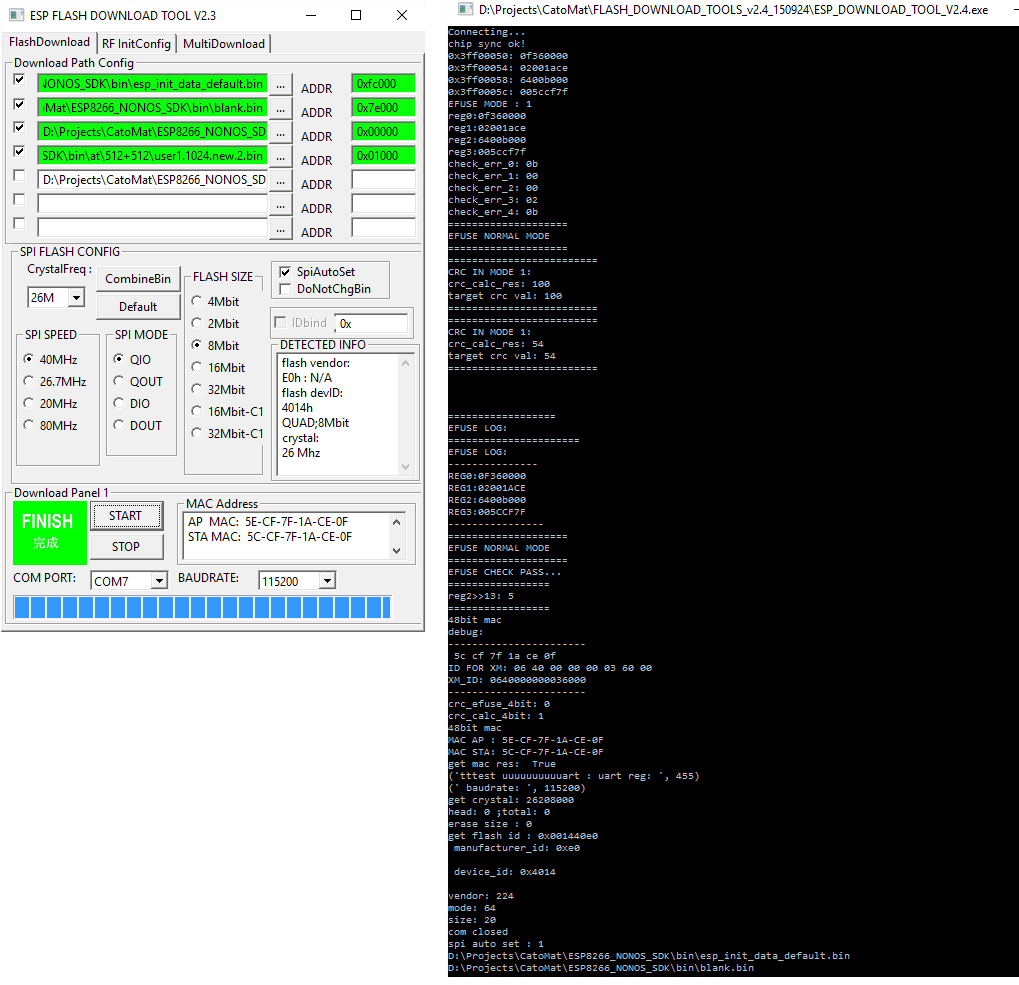 ESP FLASH DOWNLOAD TOOL V2.3
FlashDownload RF InitConfig MultiDownload
Download Path Config
JONOS_SDK\bin\esp_init_data_default.bin ... ADDR 0xfc000
iMat\ESP8266_NONOS_SDK\bin\blank.bin ... ADDR 0x7e000
D:\Projects\CatoMat\ESP8266_NONOS_SD ... ADDR 0x00000
SDK\bin\at\512+512\user1.1024.new.2.bin ... ADDR 0x01000
D:\Projects\CatoMat\ESP8266_NONOS_SD ... ADDR
... ADDR
... ADDR
SPI FLASH CONFIG
CrystalFreq :
26M
CombineBin
Default
SPI SPEED
40MHz
26.7MHz
20MHz
80MHz
SPI MODE
QIO
QOUT
DIO
DOUT
FLASH SIZE
4Mbit
2Mbit
8Mbit
16Mbit
32Mbit
16Mbit-C1
32Mbit-C1
SpiAutoSet
DoNotChgBin
IDbind 0x
DETECTED INFO
flash vendor:
E0h : N/A
flash devID:
4014h
QUAD;8Mbit
crystal:
26 Mhz
Download Panel 1
FINISH
完成
START
STOP
MAC Address
AP MAC: 5E-CF-7F-1A-CE-0F
STA MAC: 5C-CF-7F-1A-CE-0F
COM PORT: COM7 BAUDRATE: 115200
D:\Projects\CatoMat\FLASH_DOWNLOAD_TOOLS_v2.4_150924\ESP_DOWNLOAD_TOOL_V2.4.exe
Connecting...
chip sync ok!
0x3ff00050: 0f360000
0x3ff00054: 02001ace
0x3ff00058: 6400b000
0x3ff0005c: 005ccf7f
EFUSE MODE : 1
reg0:0f360000
reg1:02001ace
reg2:6400b000
reg3:005ccf7f
check_err_0: 0b
check_err_1: 00
check_err_2: 00
check_err_3: 02
check_err_4: 0b
====================
EFUSE NORMAL MODE
====================
=========================
CRC IN MODE 1:
crc_calc_res: 100
target crc val: 100
=========================
=========================
CRC IN MODE 1:
crc_calc_res: 54
target crc val: 54
=========================
==================
EFUSE LOG:
======================
EFUSE LOG:
---------------
REG0:0F360000
REG1:02001ACE
REG2:6400B000
REG3:005CCF7F
----------------
====================
EFUSE NORMAL MODE
====================
EFUSE CHECK PASS...
=================
reg2>>13: 5
=================
48bit mac
debug:
-----------------------
5c cf 7f 1a ce 0f
ID FOR XM: 06 40 00 00 00 03 60 00
XM_ID: 0640000000036000
-----------------------
crc_efuse_4bit: 0
crc_calc_4bit: 1
48bit mac
MAC AP : 5E-CF-7F-1A-CE-0F
MAC STA: 5C-CF-7F-1A-CE-0F
get mac res: True
('tttest uuuuuuuuuuart : uart reg: ', 455)
(' baudrate: ', 115200)
get crystal: 26208000
head: 0 ;total: 0
erase size : 0
get flash id : 0x001440e0
manufacturer_id: 0xe0
device_id: 0x4014
vendor: 224
mode: 64
size: 20
com closed
spi auto set : 1
D:\Projects\CatoMat\ESP8266_NONOS_SDK\bin\esp_init_data_default.bin
D:\Projects\CatoMat\ESP8266_NONOS_SDK\bin\blank.bin